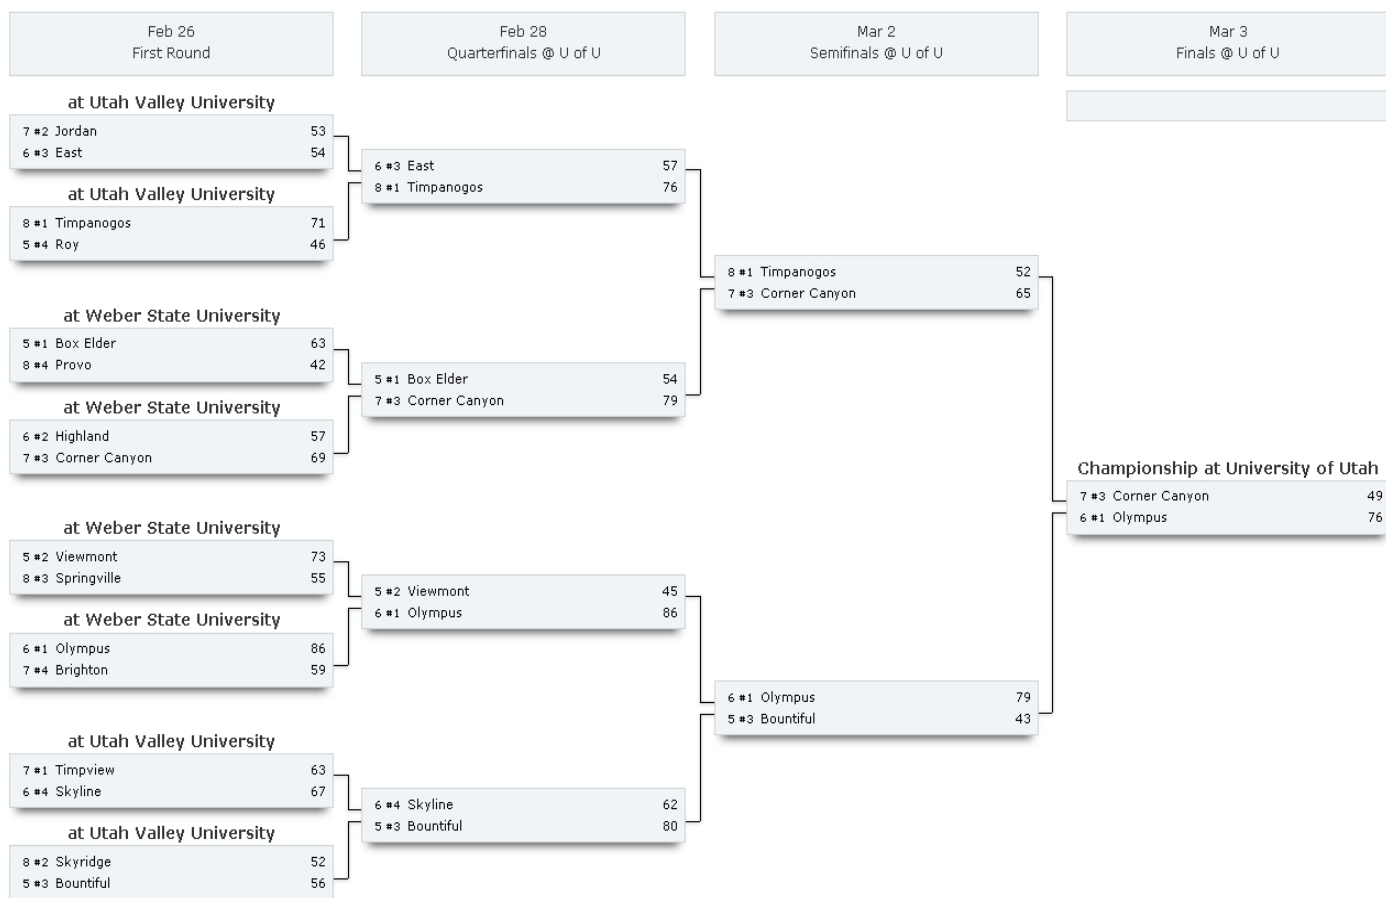 Feb 26
First Round
Feb 28
Quarterfinals @ U of U
Mar 2
Semifinals @ U of U
Mar 3
Finals @ U of U
at Utah Valley University
7 #2 Jordan 53
6 #3 East 54
at Utah Valley University
8 #1 Timpanogos 71
5 #4 Roy 46
at Weber State University
5 #1 Box Elder 63
8 #4 Provo 42
at Weber State University
6 #2 Highland 57
7 #3 Corner Canyon 69
at Weber State University
5 #2 Viewmont 73
8 #3 Springville 55
at Weber State University
6 #1 Olympus 86
7 #4 Brighton 59
at Utah Valley University
7 #1 Timpview 63
6 #4 Skyline 67
at Utah Valley University
8 #2 Skyridge 52
5 #3 Bountiful 56
6 #3 East 57
8 #1 Timpanogos 76
5 #1 Box Elder 54
7 #3 Corner Canyon 79
5 #2 Viewmont 45
6 #1 Olympus 86
6 #4 Skyline 62
5 #3 Bountiful 80
8 #1 Timpanogos 52
7 #3 Corner Canyon 65
6 #1 Olympus 79
5 #3 Bountiful 43
Championship at University of Utah
7 #3 Corner Canyon 49
6 #1 Olympus 76